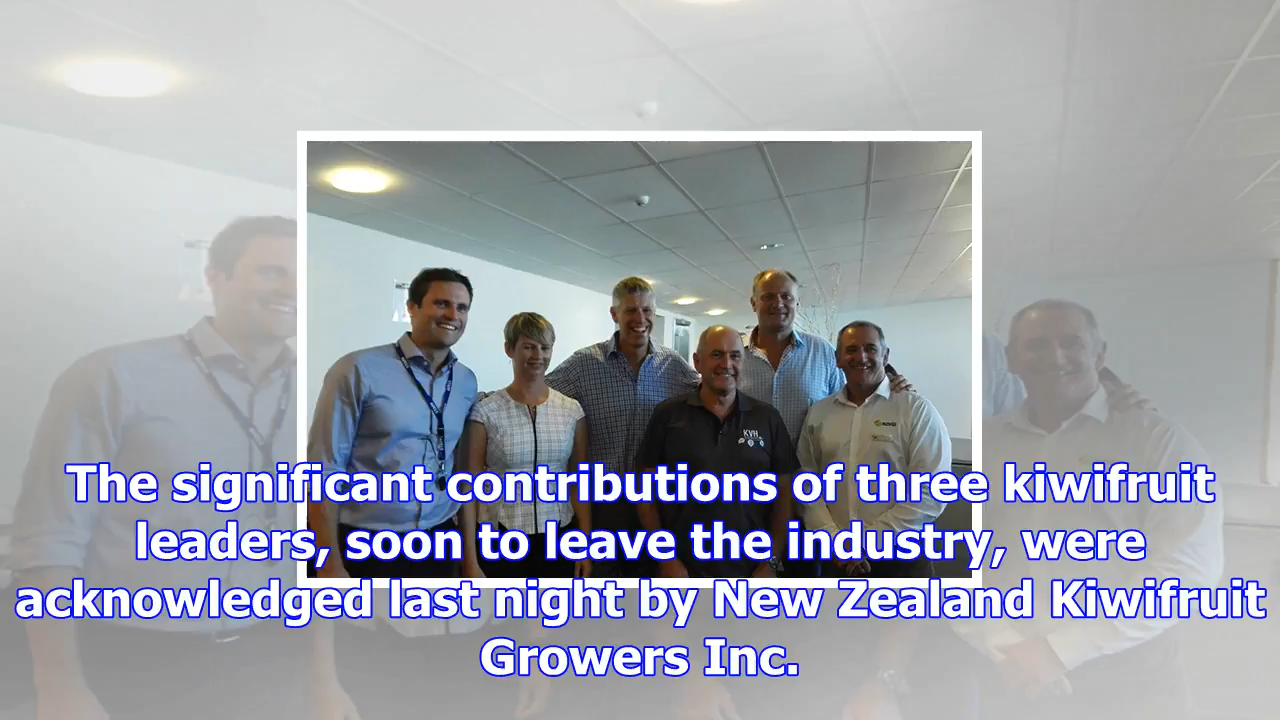 KVH
The significant contributions of three kiwifruit
leaders, soon to leave the industry, were
acknowledged last night by New Zealand Kiwifruit
Growers Inc.